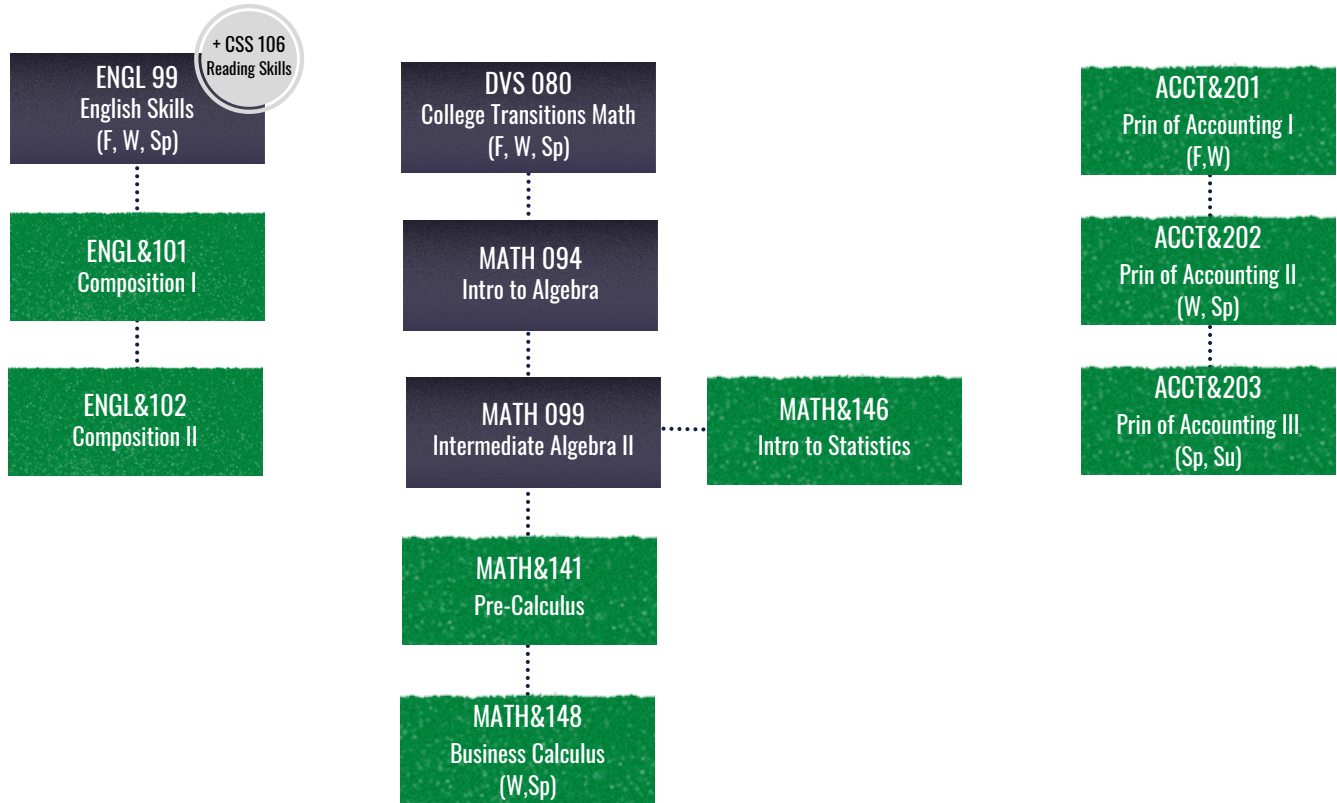 + CSS 106
Reading Skills
ENGL 99
English Skills
(F, W, Sp)
ENGL&101
Composition I
ENGL&102
Composition II
DVS 080
College Transitions Math
(F, W, Sp)
MATH 094
Intro to Algebra
MATH 099
Intermediate Algebra II
MATH&146
Intro to Statistics
MATH&141
Pre-Calculus
MATH&148
Business Calculus
(W,Sp)
ACCT&201
Prin of Accounting I
(F,W)
ACCT&202
Prin of Accounting II
(W, Sp)
ACCT&203
Prin of Accounting III
(Sp, Su)